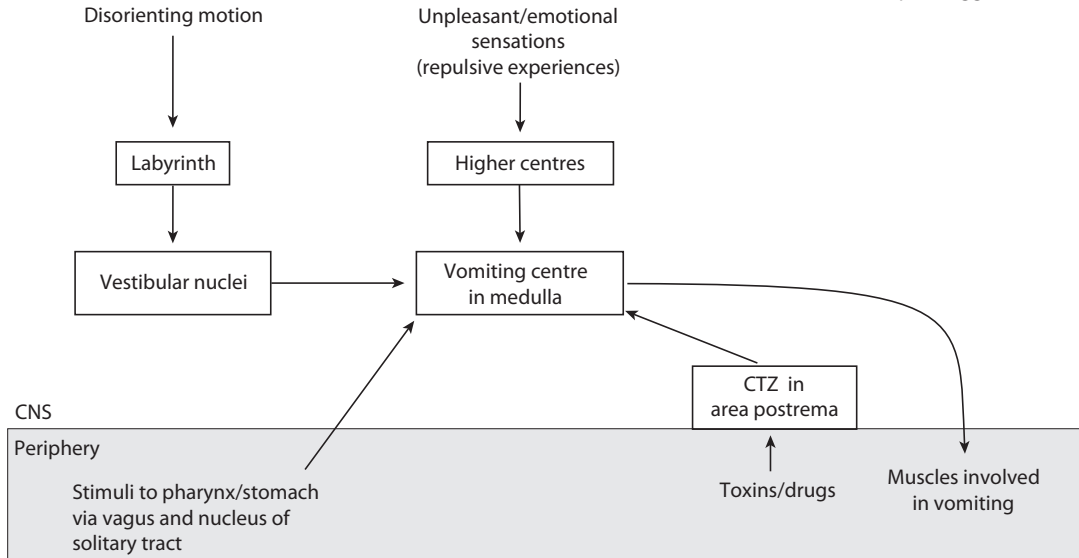 Disorienting motion
Unpleasant/emotional
sensations
(repulsive experiences)
Labyrinth
Higher centres
Vestibular nuclei
Vomiting centre
in medulla
CTZ in
area postrema
CNS
Periphery
Stimuli to pharynx/stomach
via vagus and nucleus of
solitary tract
Toxins/drugs
Muscles involved
in vomiting